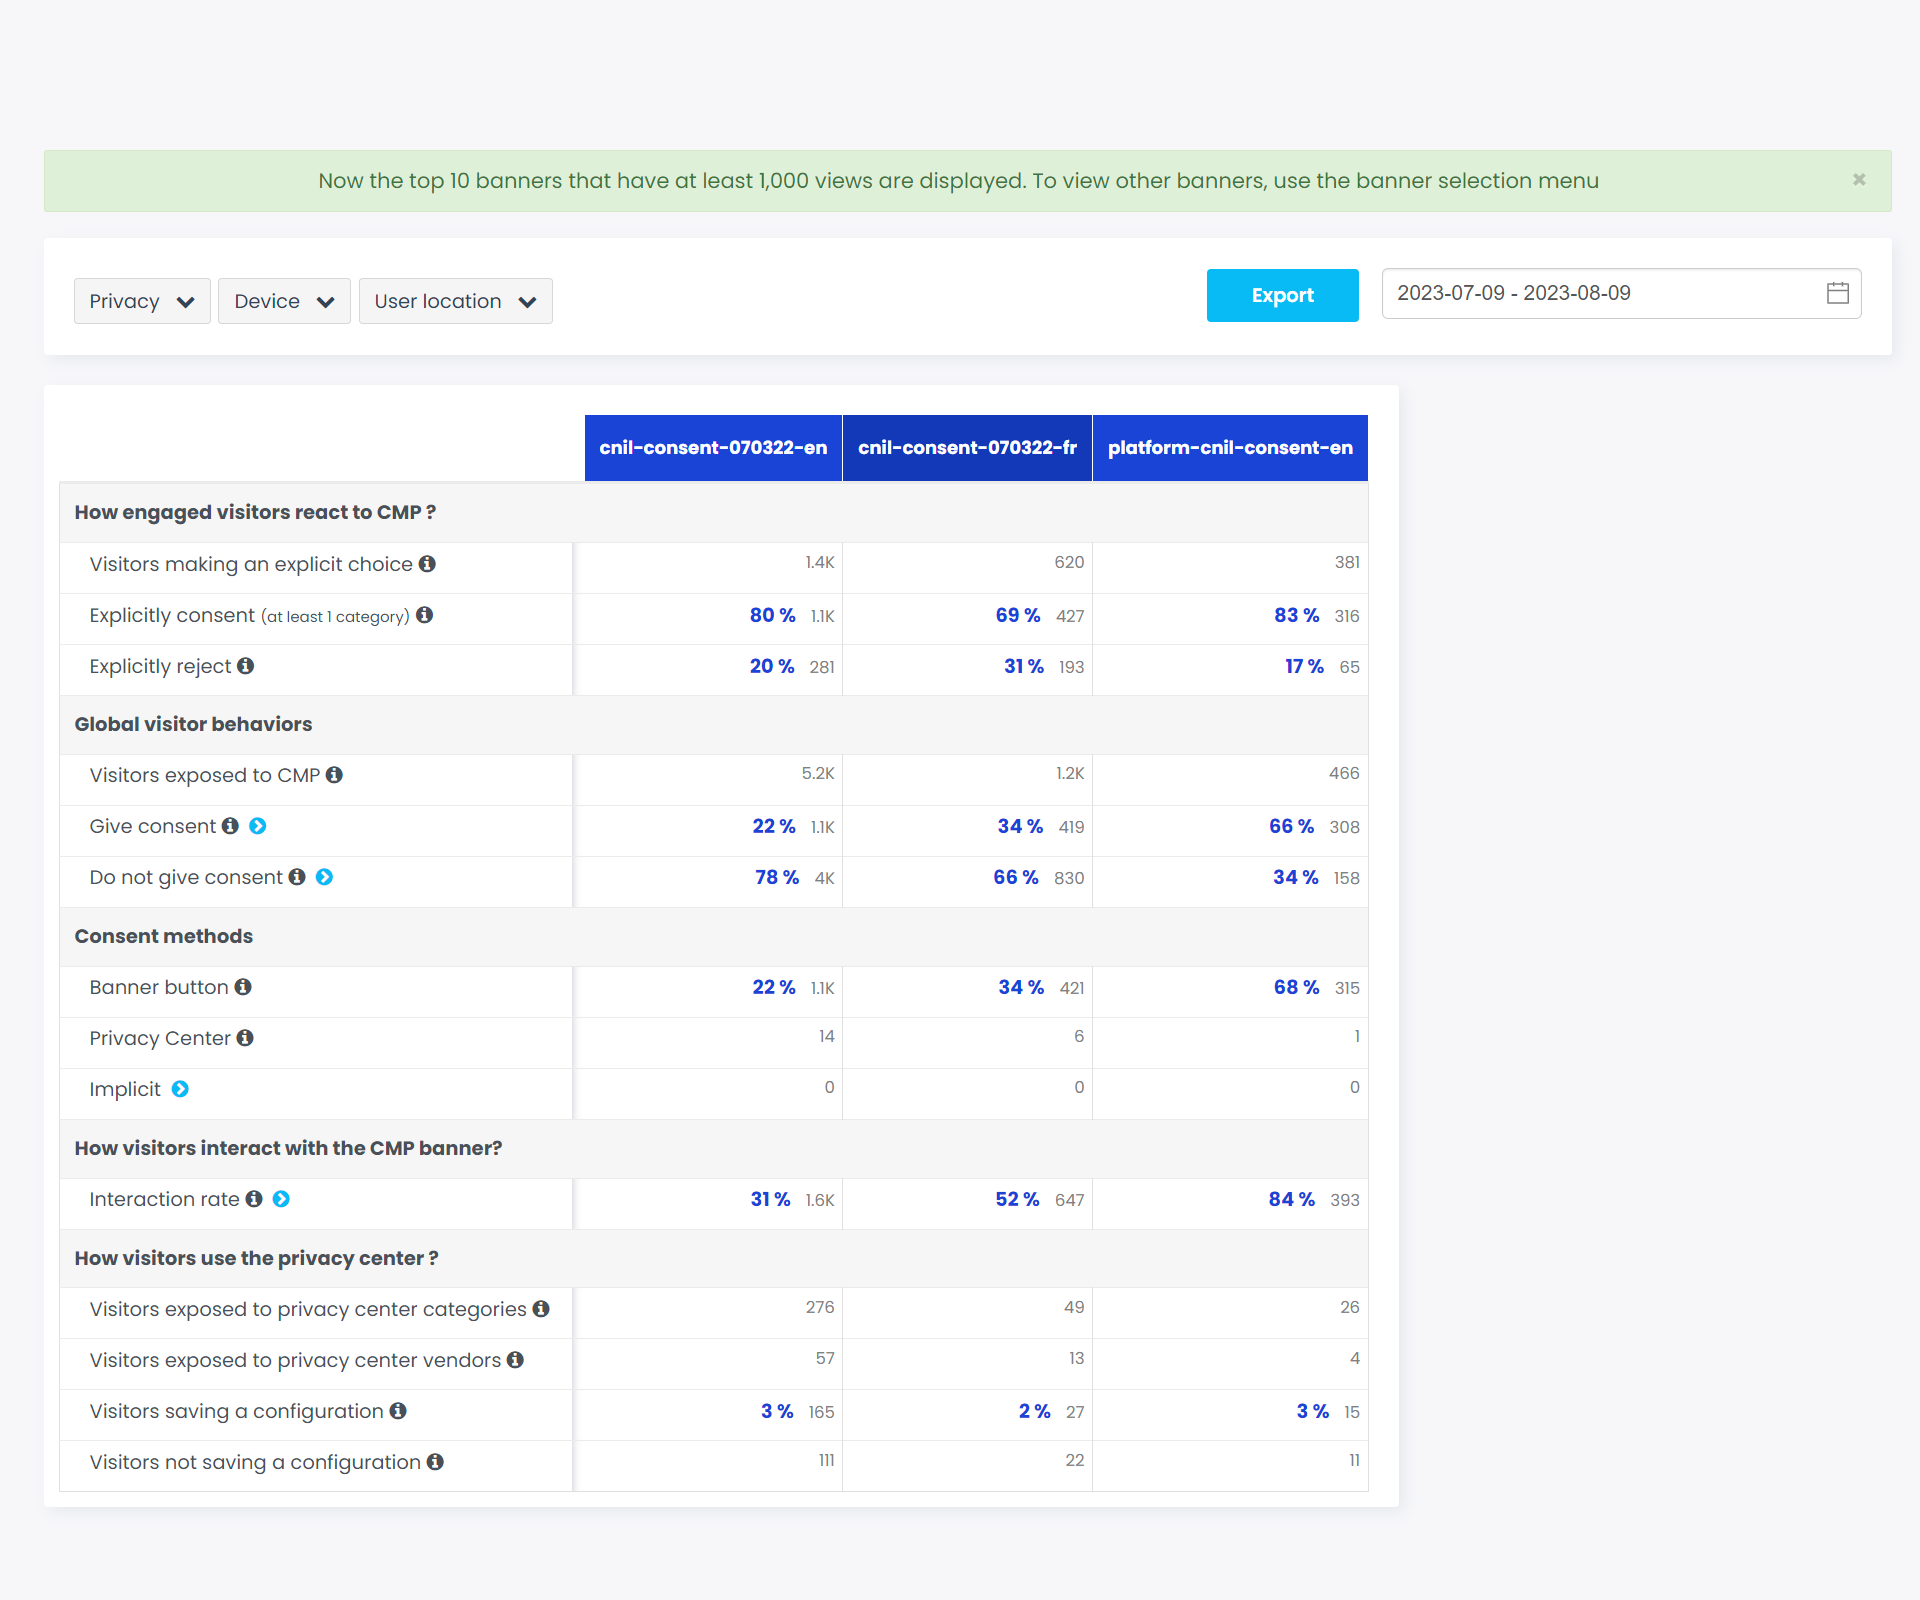 Now the top 10 banners that have at least 1,000 views are displayed. To view other banners, use the banner selection menu ×
Privacy Device User location Export 2023-07-09 - 2023-08-09
cnil-consent-070322-en cnil-consent-070322-fr platform-cnil-consent-en
How engaged visitors react to CMP ?
Visitors making an explicit choice 1.4K 620 381
Explicitly consent (at least 1 category) 80 % 1.1K 69 % 427 83 % 316
Explicitly reject 20 % 281 31 % 193 17 % 65
Global visitor behaviors
Visitors exposed to CMP 5.2K 1.2K 466
Give consent 22 % 1.1K 34 % 419 66 % 308
Do not give consent 78 % 4K 66 % 830 34 % 158
Consent methods
Banner button 22 % 1.1K 34 % 421 68 % 315
Privacy Center 14 6 1
Implicit 0 0 0
How visitors interact with the CMP banner?
Interaction rate 31 % 1.6K 52 % 647 84 % 393
How visitors use the privacy center ?
Visitors exposed to privacy center categories 276 49 26
Visitors exposed to privacy center vendors 57 13 4
Visitors saving a configuration 3 % 165 2 % 27 3 % 15
Visitors not saving a configuration 111 22 11